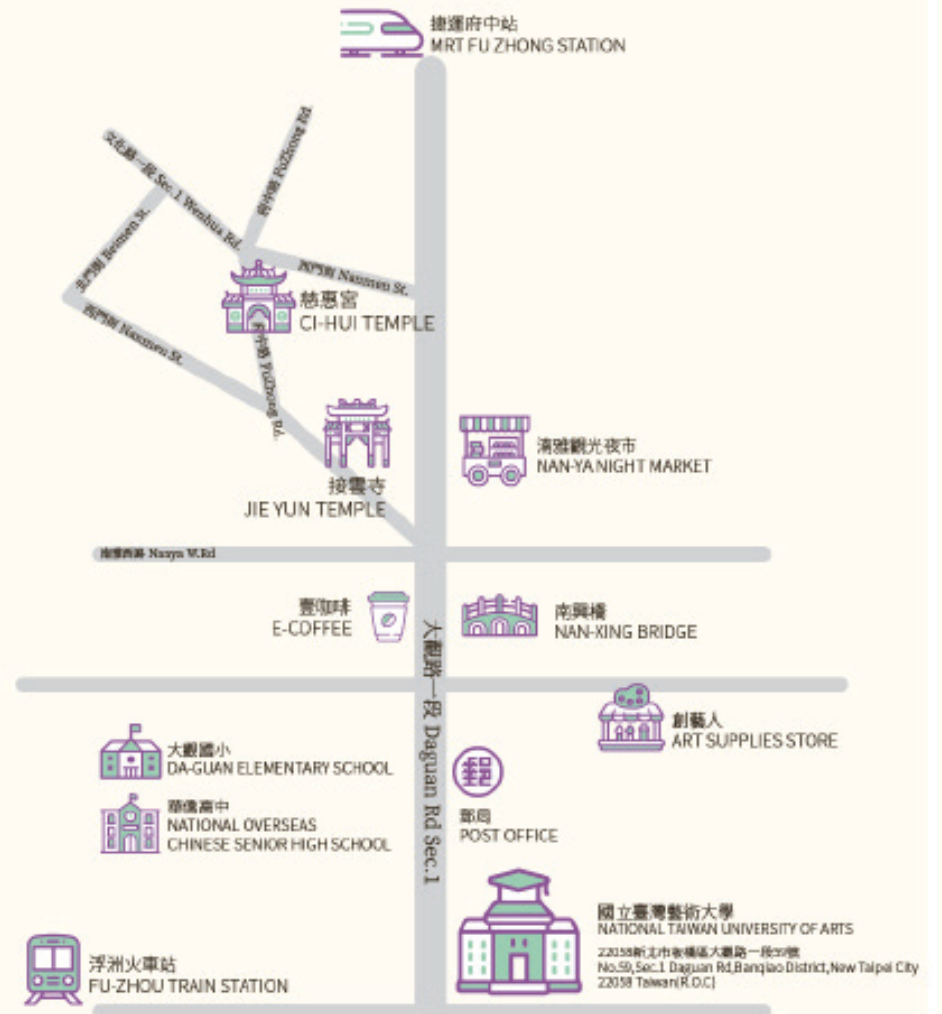 捷運府中站
MRT FU ZHONG STATION
府中路 FuZhong Rd.
文化路一段 Sec.1 Wenhua Rd.
北門街 Beimen St.
西門街 Nanmen St.
慈惠宮
CI-HUI TEMPLE
西門街 Nanmen St.
府中路 FuZhong Rd.
接雲寺
JIE YUN TEMPLE
觀光夜市
NAN-YA NIGHT MARKET
南雅西路 Nanya W.Rd
壹咖啡
E-COFFEE
南興橋
NAN-XING BRIDGE
大觀路一段 Daguan Rd Sec.1
創藝人
ART SUPPLIES STORE
大觀國小
DA-GUAN ELEMENTARY SCHOOL
華僑高中
NATIONAL OVERSEAS
CHINESE SENIOR HIGH SCHOOL
郵
郵局
POST OFFICE
國立臺灣藝術大學
NATIONAL TAIWAN UNIVERSITY OF ARTS
22058新北市板橋區大觀路一段59號
No.59,Sec.1 Daguan Rd,Banqiao District,New Taipei City
22058 Taiwan(R.O.C)
浮洲火車站
FU-ZHOU TRAIN STATION